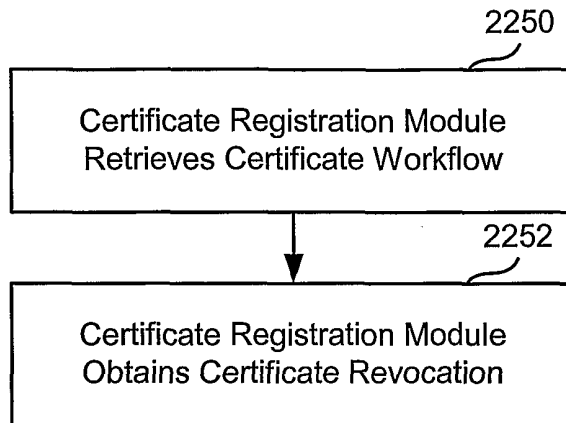 2250
Certificate Registration Module
Retrieves Certificate Workflow
2252
Certificate Registration Module
Obtains Certificate Revocation